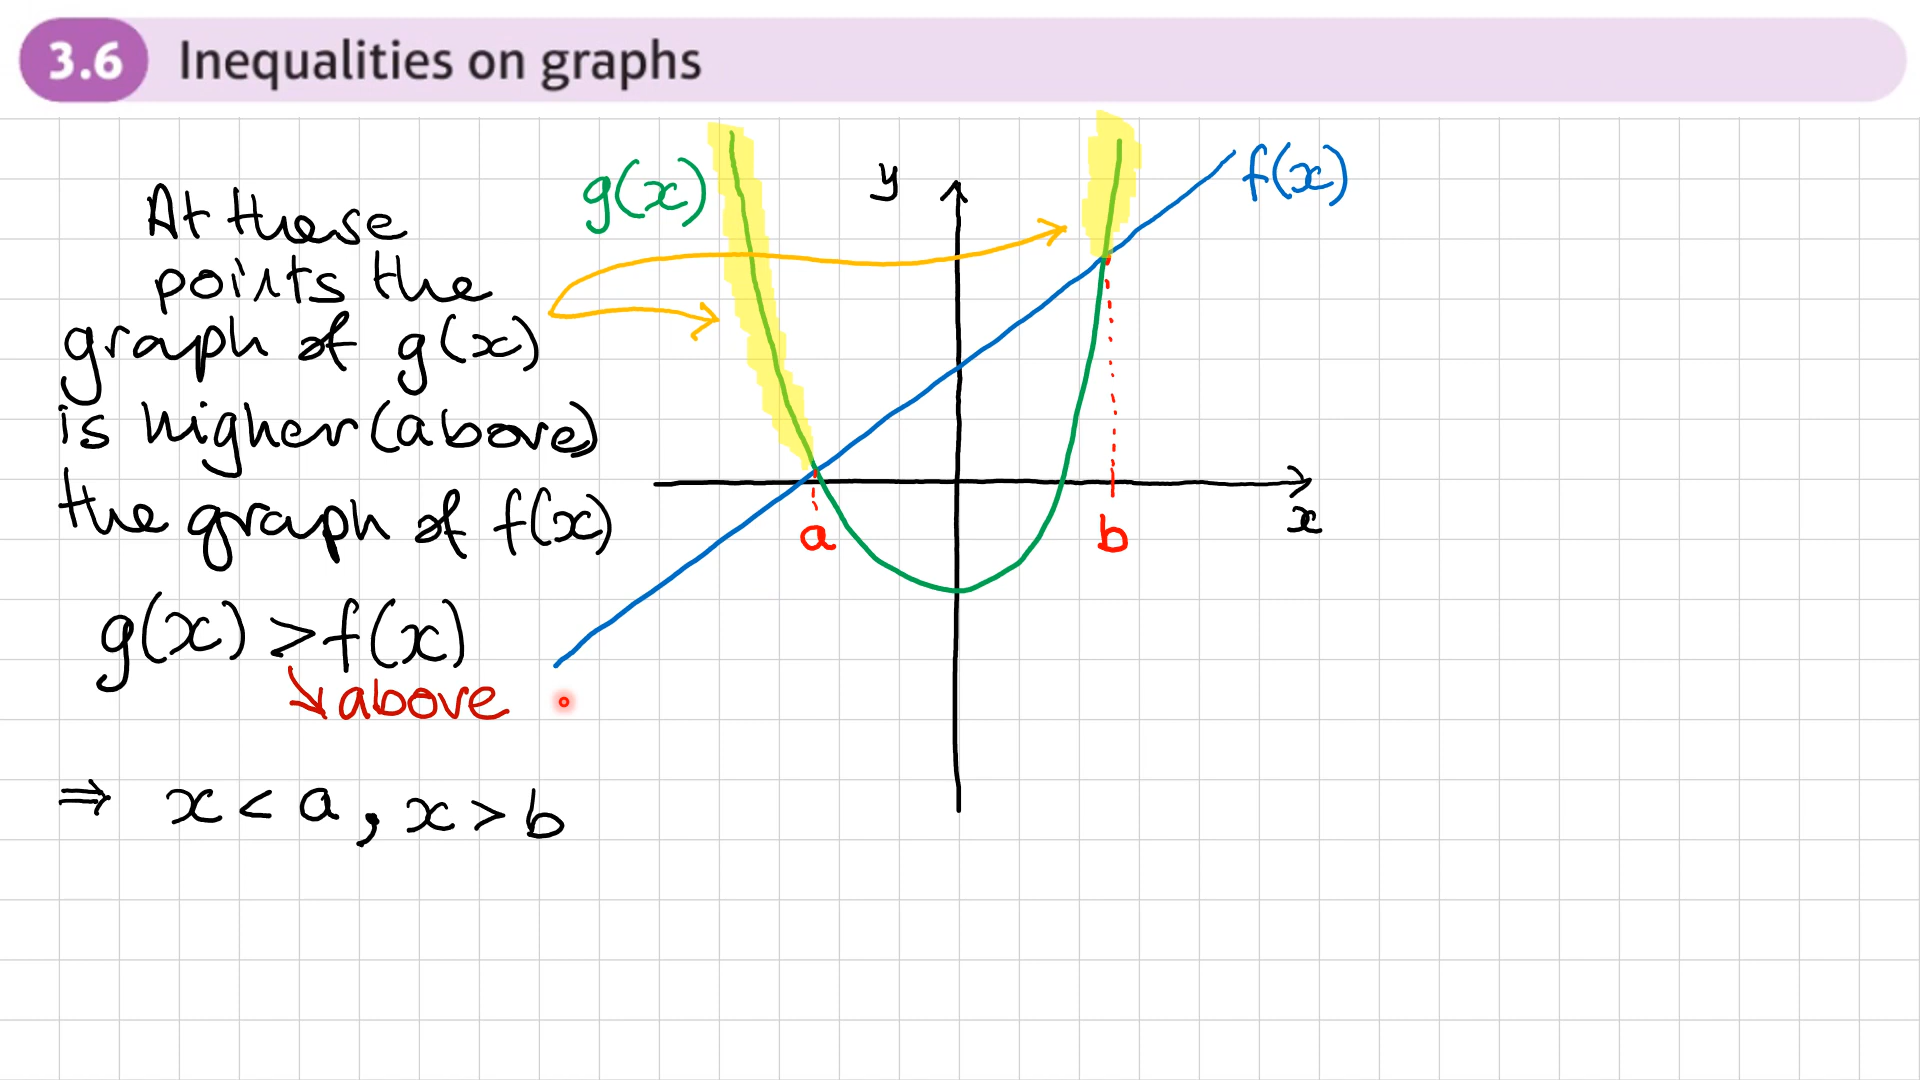 3.6 Inequalities on graphs
At these
points the
graph of g(x)
is higher (above)
the graph of f(x)
g(x) > f(x)
above
⇒ x < a, x > b
g(x)
y
f(x)
a
b
x